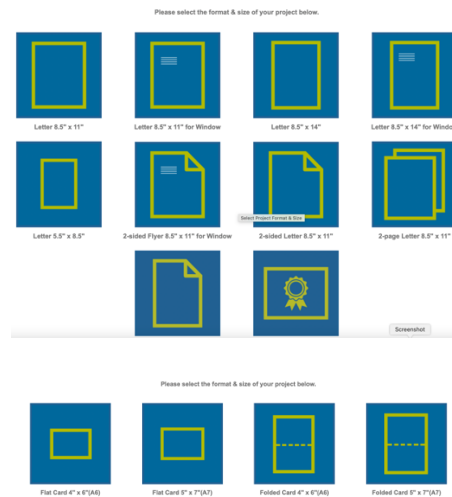 Please select the format & size of your project below.
Letter 8.5" x 11"
Letter 8.5" x 11" for Window
Letter 8.5" x 14"
Letter 8.5" x 14" for Windo
Select Project Format & Size
Letter 5.5" x 8.5"
2-sided Flyer 8.5" x 11" for Window
2-sided Letter 8.5" x 11"
2-page Letter 8.5" x 11"
Screenshot
Please select the format & size of your project below.
Flat Card 4" x 6"(A6)
Flat Card 5" x 7"(A7)
Folded Card 4" x 6"(A6)
Folded Card 5" x 7"(A7)